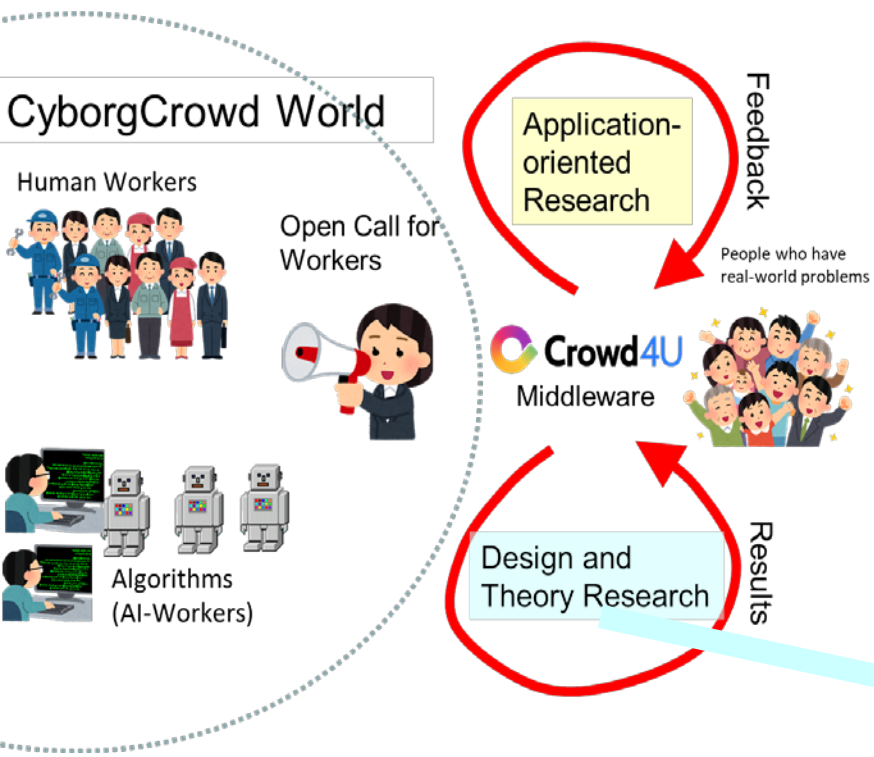 CyborgCrowd World
Human Workers
Open Call for
Workers
Algorithms
(AI-Workers)
Application-
oriented
Research
Feedback
People who have
real-world problems
Crowd4U
Middleware
Design and
Theory Research
Results